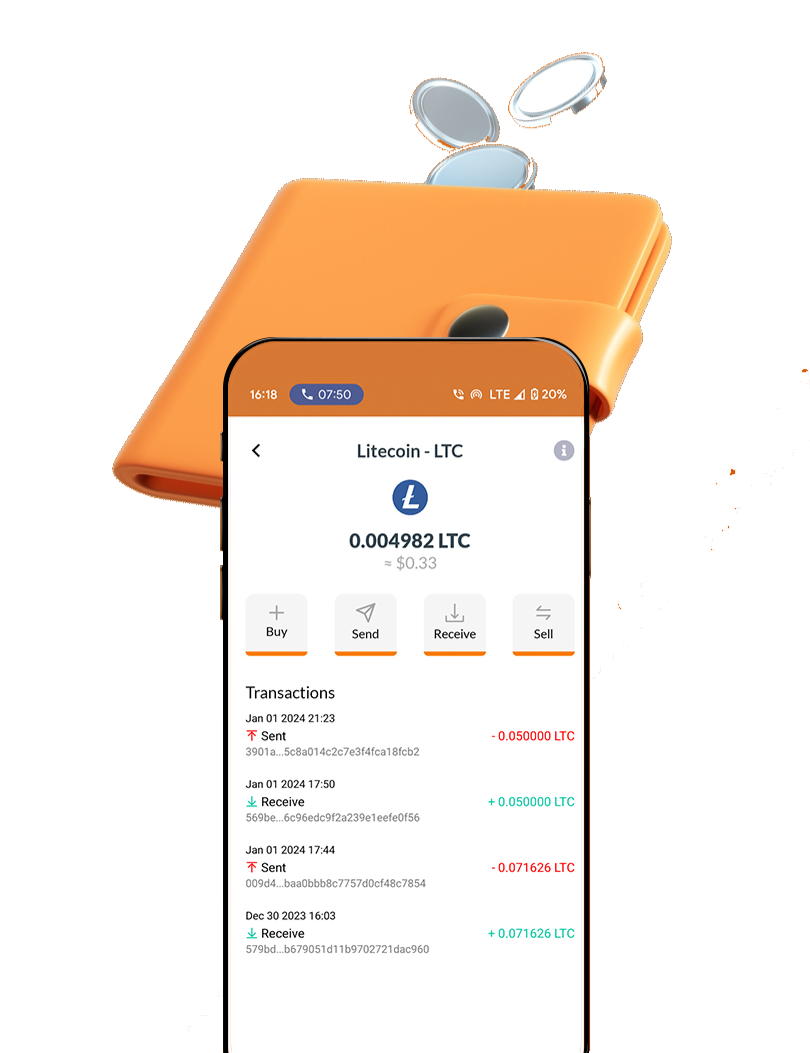 16:18 07:50 LTE 20%
Litecoin - LTC
0.004982 LTC
≈ $0.33
Buy Send Receive Sell
Transactions
Jan 01 2024 21:23
Sent - 0.050000 LTC
3901a...5c8a014c2c7e3f4fca18fcb2
Jan 01 2024 17:50
Receive + 0.050000 LTC
569be...6c96edc9f2a239e1eefe0f56
Jan 01 2024 17:44
Sent - 0.071626 LTC
009d4...baa0bbb8c7757d0cf48c7854
Dec 30 2023 16:03
Receive + 0.071626 LTC
579bd...b679051d11b9702721dac960